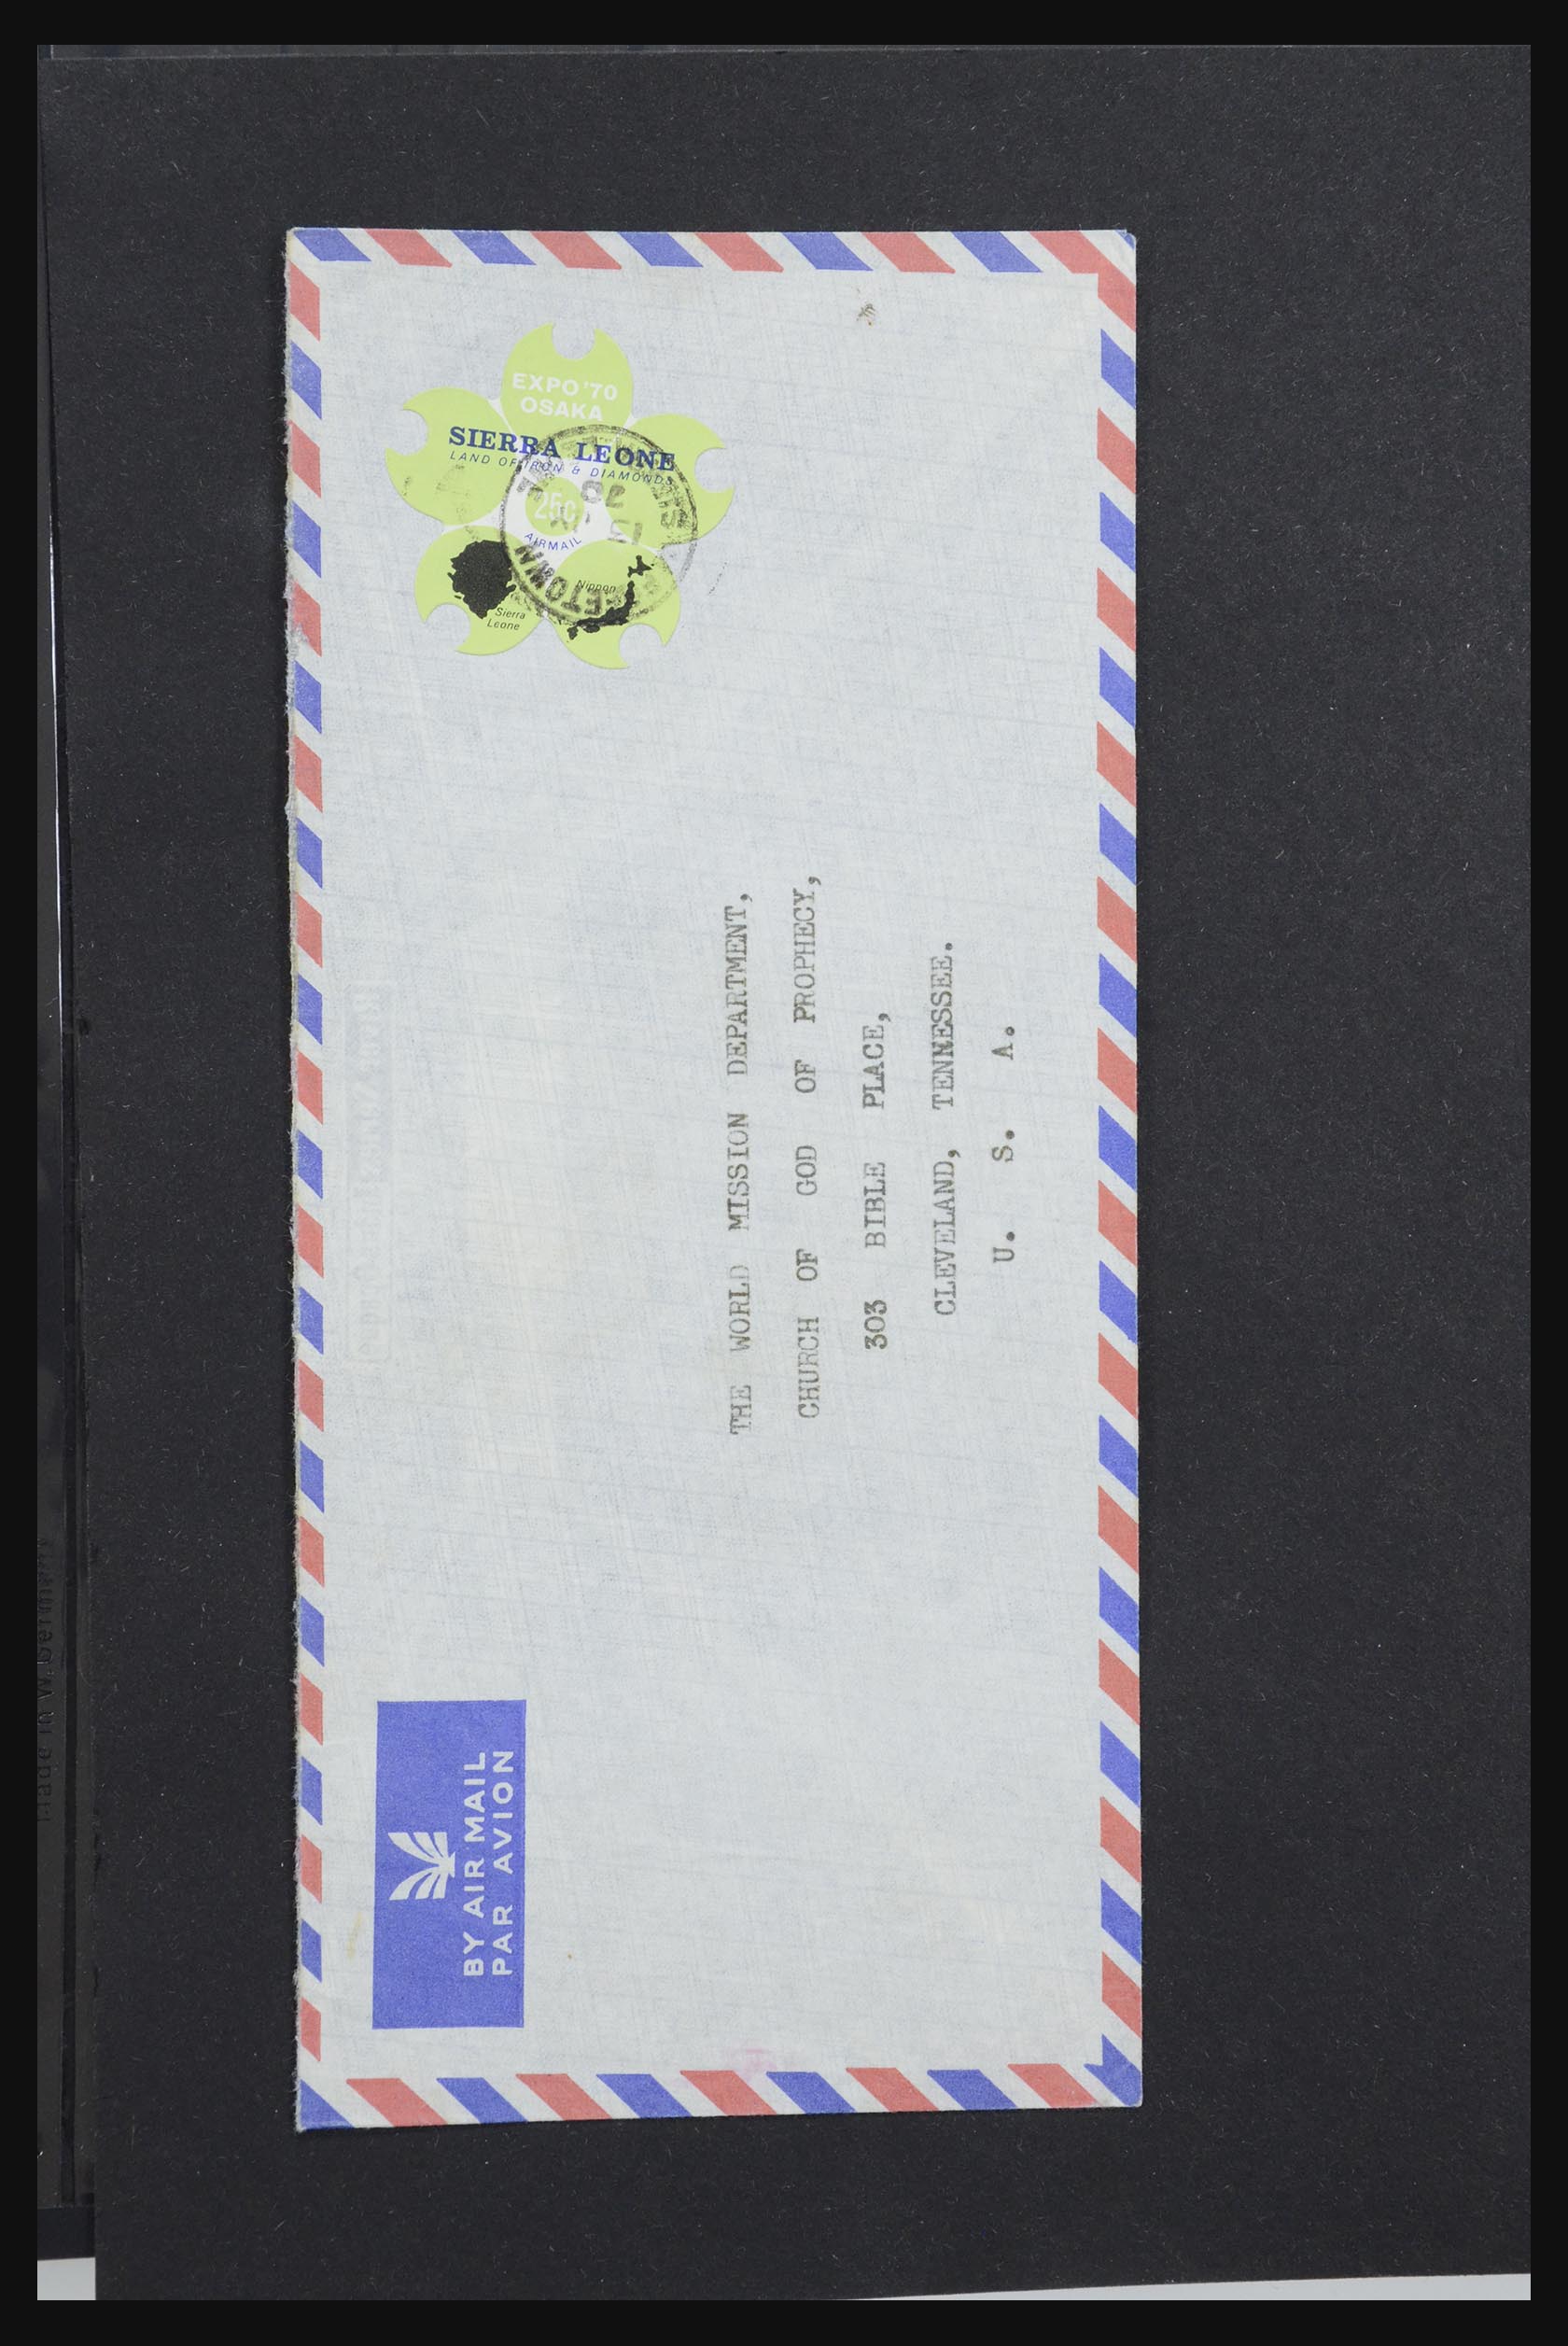 EXPO '70
OSAKA
SIERRA LEONE
LAND OF IRON & DIAMONDS
25c
AIRMAIL
Sierra
Leone
Nippon
THE WORLD MISSION DEPARTMENT,
CHURCH OF GOD OF PROPHECY,
303 BIBLE PLACE,
CLEVELAND, TENNESSEE.
U. S. A.
BY AIR MAIL
PAR AVION